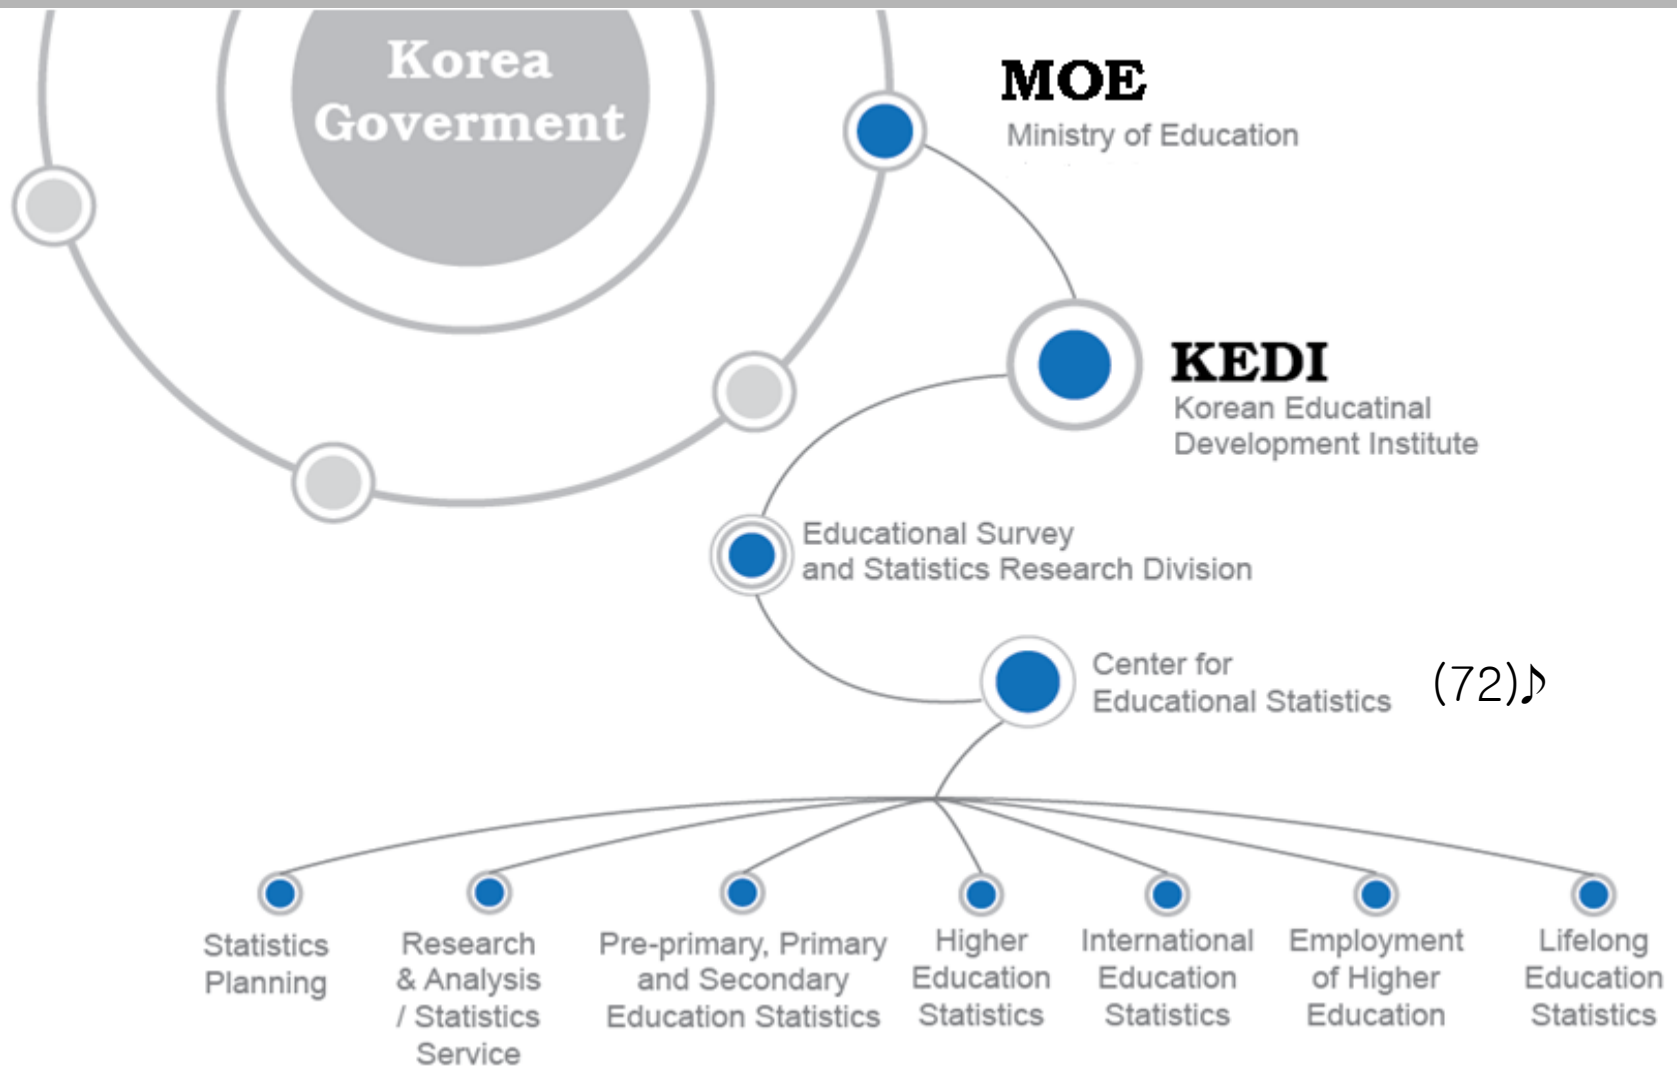 Korea
Goverment
MOE
Ministry of Education
KEDI
Korean Educatinal
Development Institute
Educational Survey
and Statistics Research Division
Center for
Educational Statistics
(72)♪
Statistics
Planning
Research
& Analysis
/ Statistics
Service
Pre-primary, Primary
and Secondary
Education Statistics
Higher
Education
Statistics
International
Education
Statistics
Employment
of Higher
Education
Lifelong
Education
Statistics